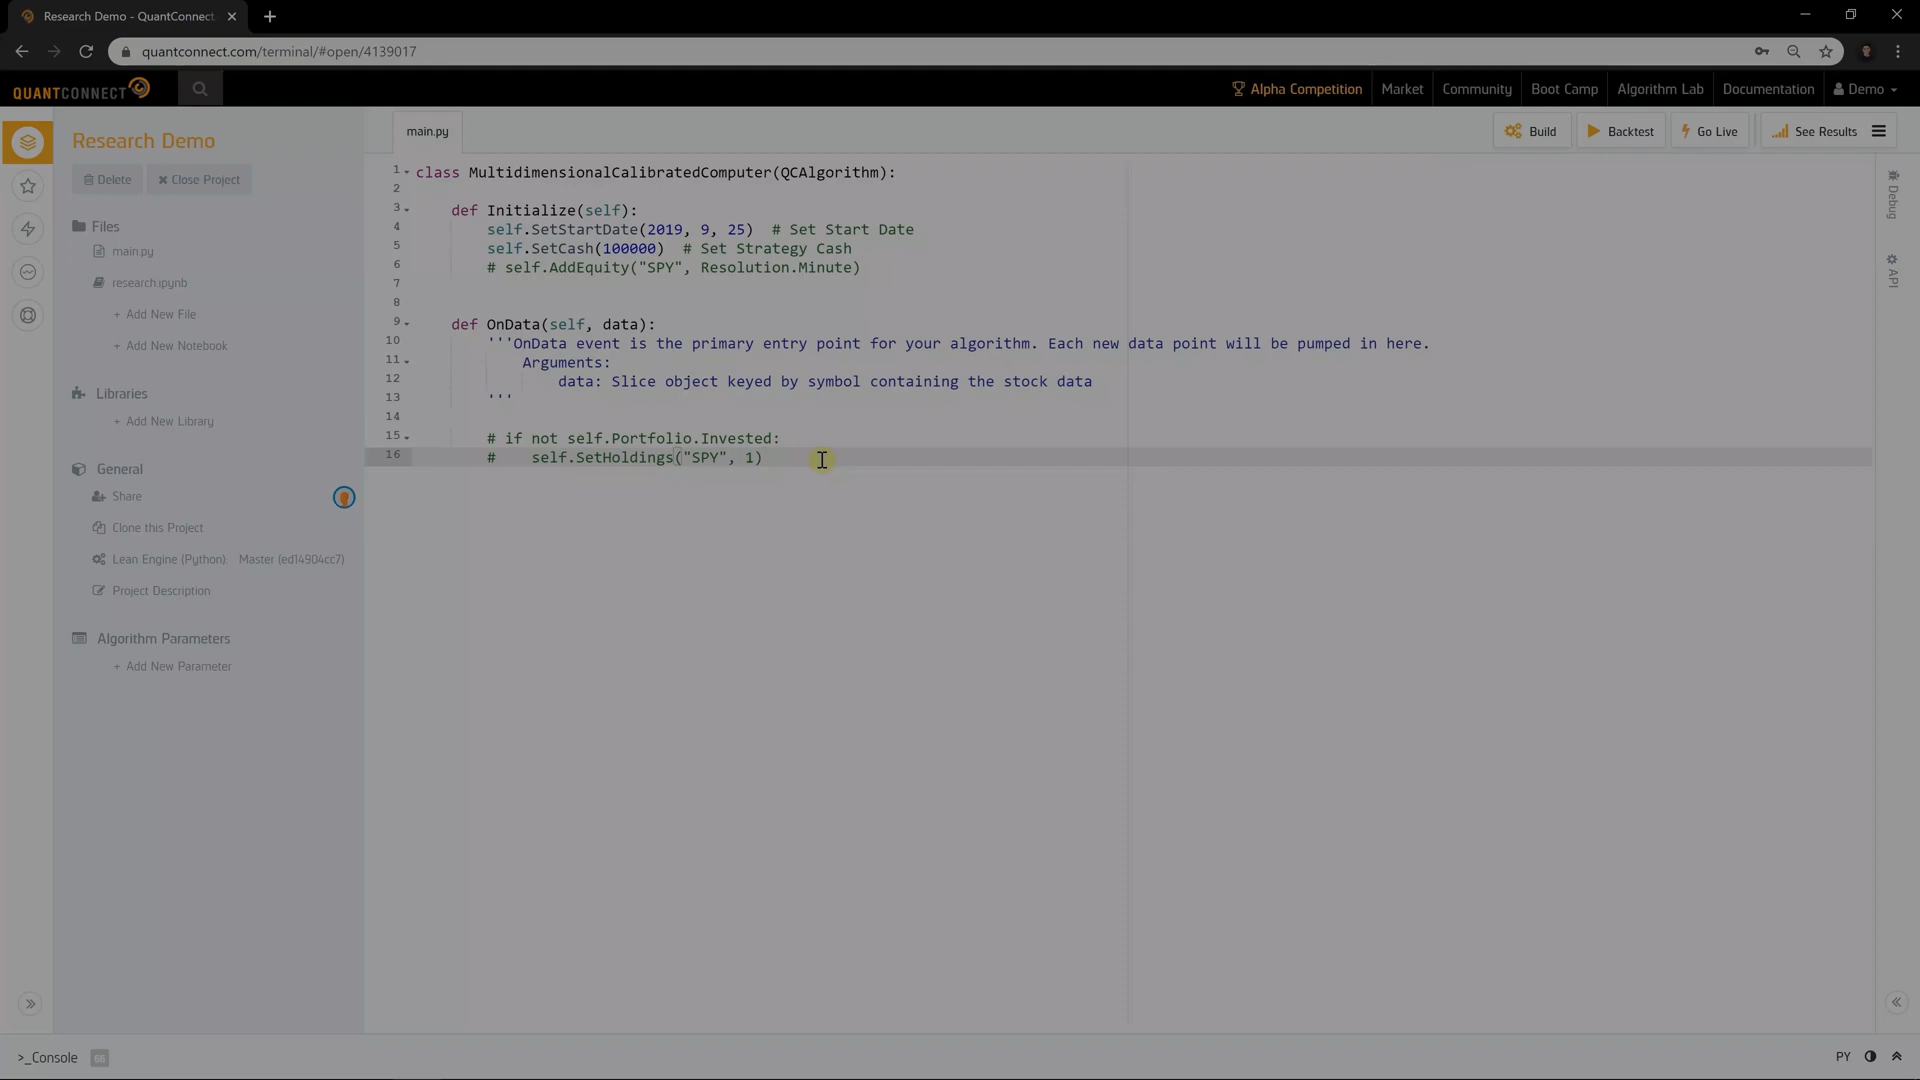 Research Demo - QuantConnect
quantconnect.com/terminal/#open/4139017
QUANTCONNECT
Alpha Competition
Market
Community
Boot Camp
Algorithm Lab
Documentation
Demo
Research Demo
Delete
Close Project
Files
main.py
research.ipynb
+ Add New File
+ Add New Notebook
Libraries
+ Add New Library
General
Share
Clone this Project
Lean Engine (Python): Master (ed14904cc7)
Project Description
Algorithm Parameters
+ Add New Parameter
main.py
Build
Backtest
Go Live
See Results
1 class MultidimensionalCalibratedComputer(QCAlgorithm):
2
3 def Initialize(self):
4 self.SetStartDate(2019, 9, 25) # Set Start Date
5 self.SetCash(100000) # Set Strategy Cash
6 # self.AddEquity("SPY", Resolution.Minute)
7
8
9 def OnData(self, data):
10 '''OnData event is the primary entry point for your algorithm. Each new data point will be pumped in here.
11 Arguments:
12 data: Slice object keyed by symbol containing the stock data
13 '''
14
15 # if not self.Portfolio.Invested:
16 # self.SetHoldings("SPY", 1)
Debug
API
>_Console 66
PY